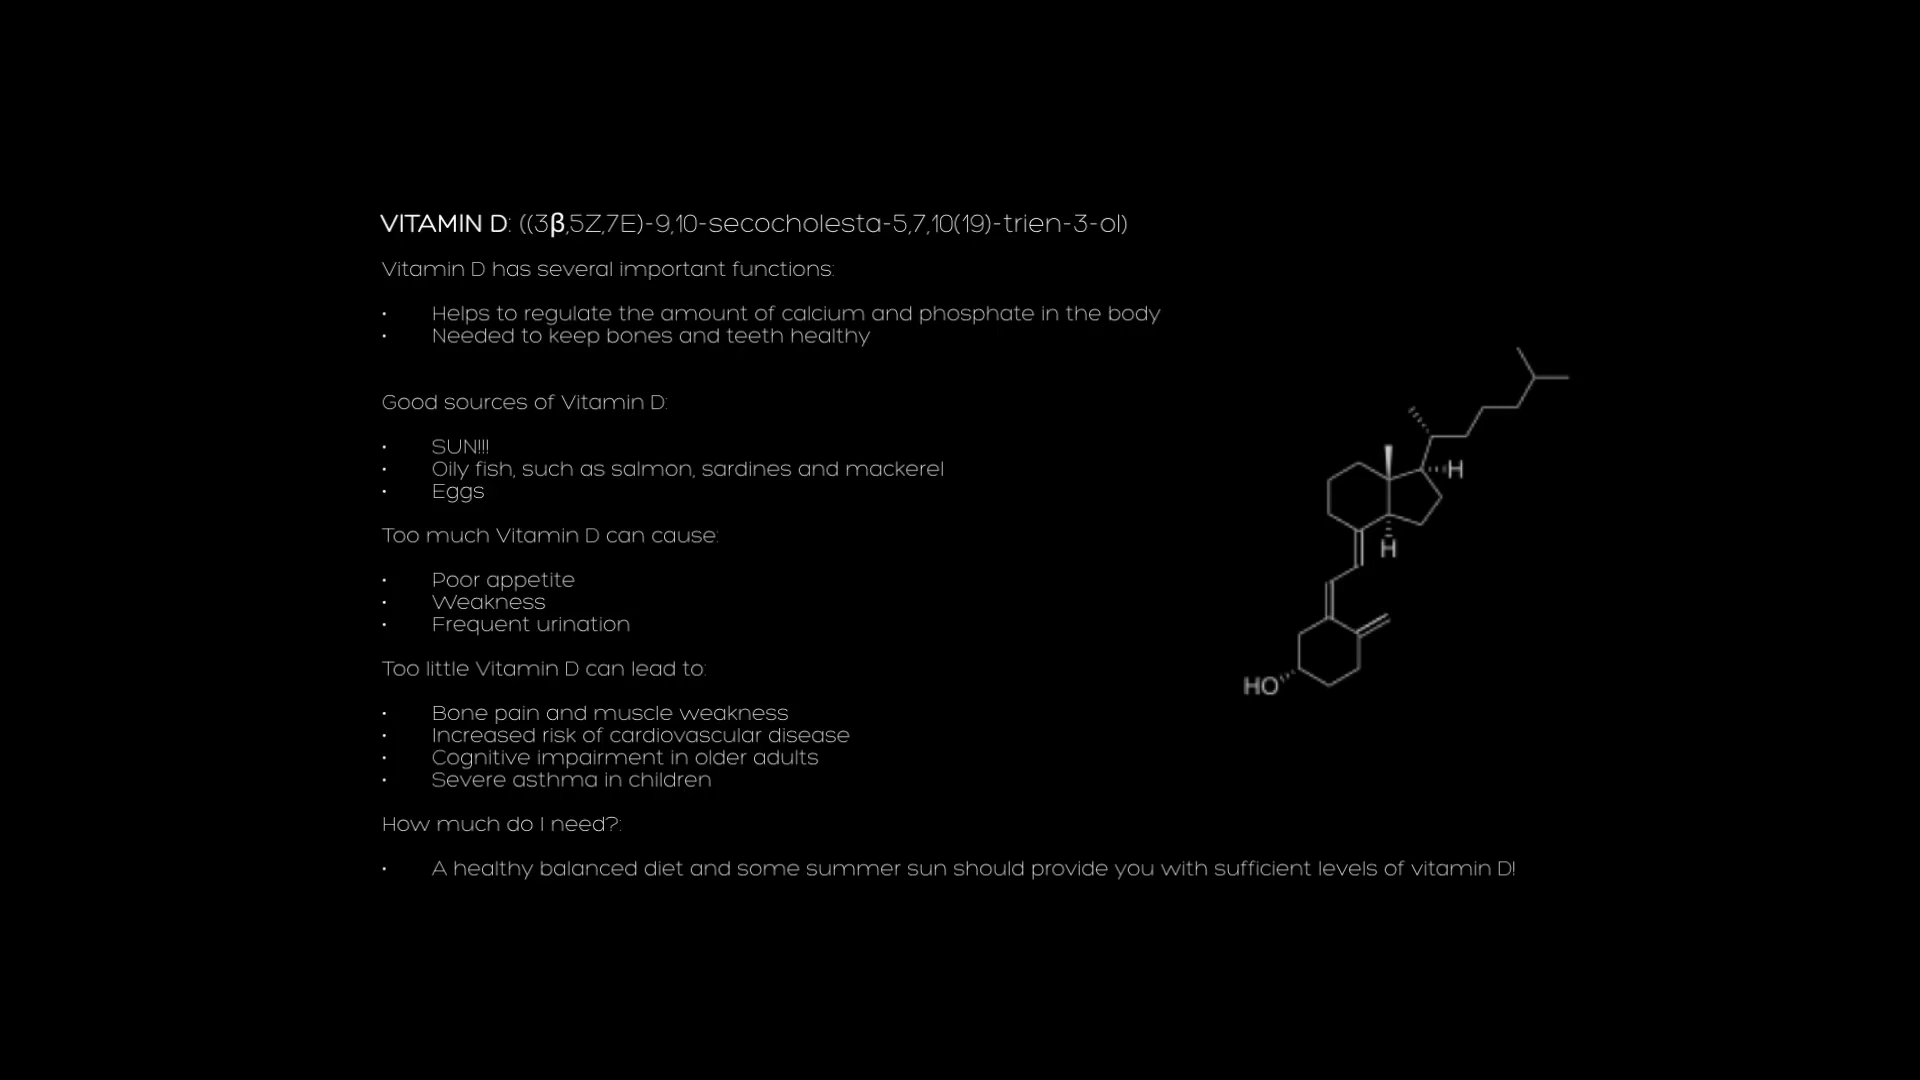 VITAMIN D: ((3β,5Z,7E)-9,10-secocholesta-5,7,10(19)-trien-3-ol)
Vitamin D has several important functions:
• Helps to regulate the amount of calcium and phosphate in the body
• Needed to keep bones and teeth healthy
Good sources of Vitamin D:
• SUN!!!
• Oily fish, such as salmon, sardines and mackerel
• Eggs
Too much Vitamin D can cause:
• Poor appetite
• Weakness
• Frequent urination
Too little Vitamin D can lead to:
• Bone pain and muscle weakness
• Increased risk of cardiovascular disease
• Cognitive impairment in older adults
• Severe asthma in children
How much do I need?:
• A healthy balanced diet and some summer sun should provide you with sufficient levels of vitamin D!
H
H
HO